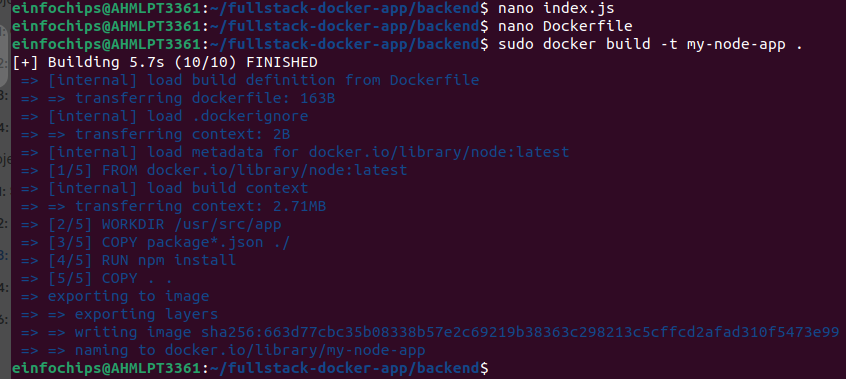 einfochips@AHMLPT3361:~/fullstack-docker-app/backend$ nano index.js
einfochips@AHMLPT3361:~/fullstack-docker-app/backend$ nano Dockerfile
einfochips@AHMLPT3361:~/fullstack-docker-app/backend$ sudo docker build -t my-node-app .
[+] Building 5.7s (10/10) FINISHED
=> [internal] load build definition from Dockerfile
=> => transferring dockerfile: 163B
=> [internal] load .dockerignore
=> => transferring context: 2B
=> [internal] load metadata for docker.io/library/node:latest
=> [1/5] FROM docker.io/library/node:latest
=> [internal] load build context
=> => transferring context: 2.71MB
=> [2/5] WORKDIR /usr/src/app
=> [3/5] COPY package*.json ./
=> [4/5] RUN npm install
=> [5/5] COPY . .
=> exporting to image
=> => exporting layers
=> => writing image sha256:663d77cbc35b08338b57e2c69219b38363c298213c5cffcd2afad310f5473e99
=> => naming to docker.io/library/my-node-app
einfochips@AHMLPT3361:~/fullstack-docker-app/backend$